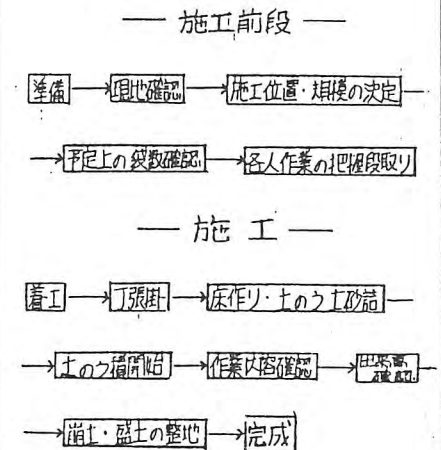 — 施工前段 —
準備 → 現地確認 → 施工位置・規模の決定 —
→ 予定上の袋数確認 → 各人作業の把握段取り
— 施工 —
着工 → 丁張掛 → 床作り・土のう土砂詰 —
→ 土のう積開始 → 作業内容確認 → 出来高確認 —
→ 崩土・盛土の整地 → 完成